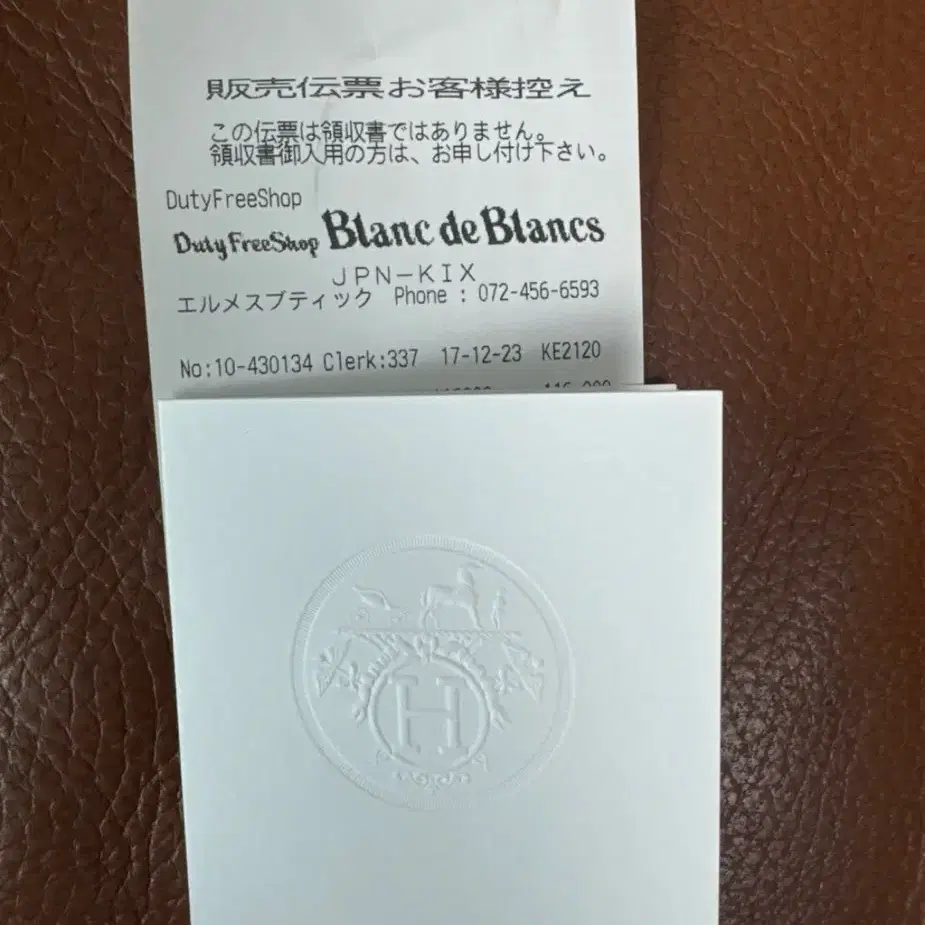 販売伝票お客様控え
この伝票は領収書ではありません。
領収書御入用の方は、お申し付け下さい。
DutyFreeShop
Duty FreeShop Blanc de Blancs
JPN-KIX
エルメスブティック Phone : 072-456-6593
No:10-430134 Clerk:337 17-12-23 KE2120
H